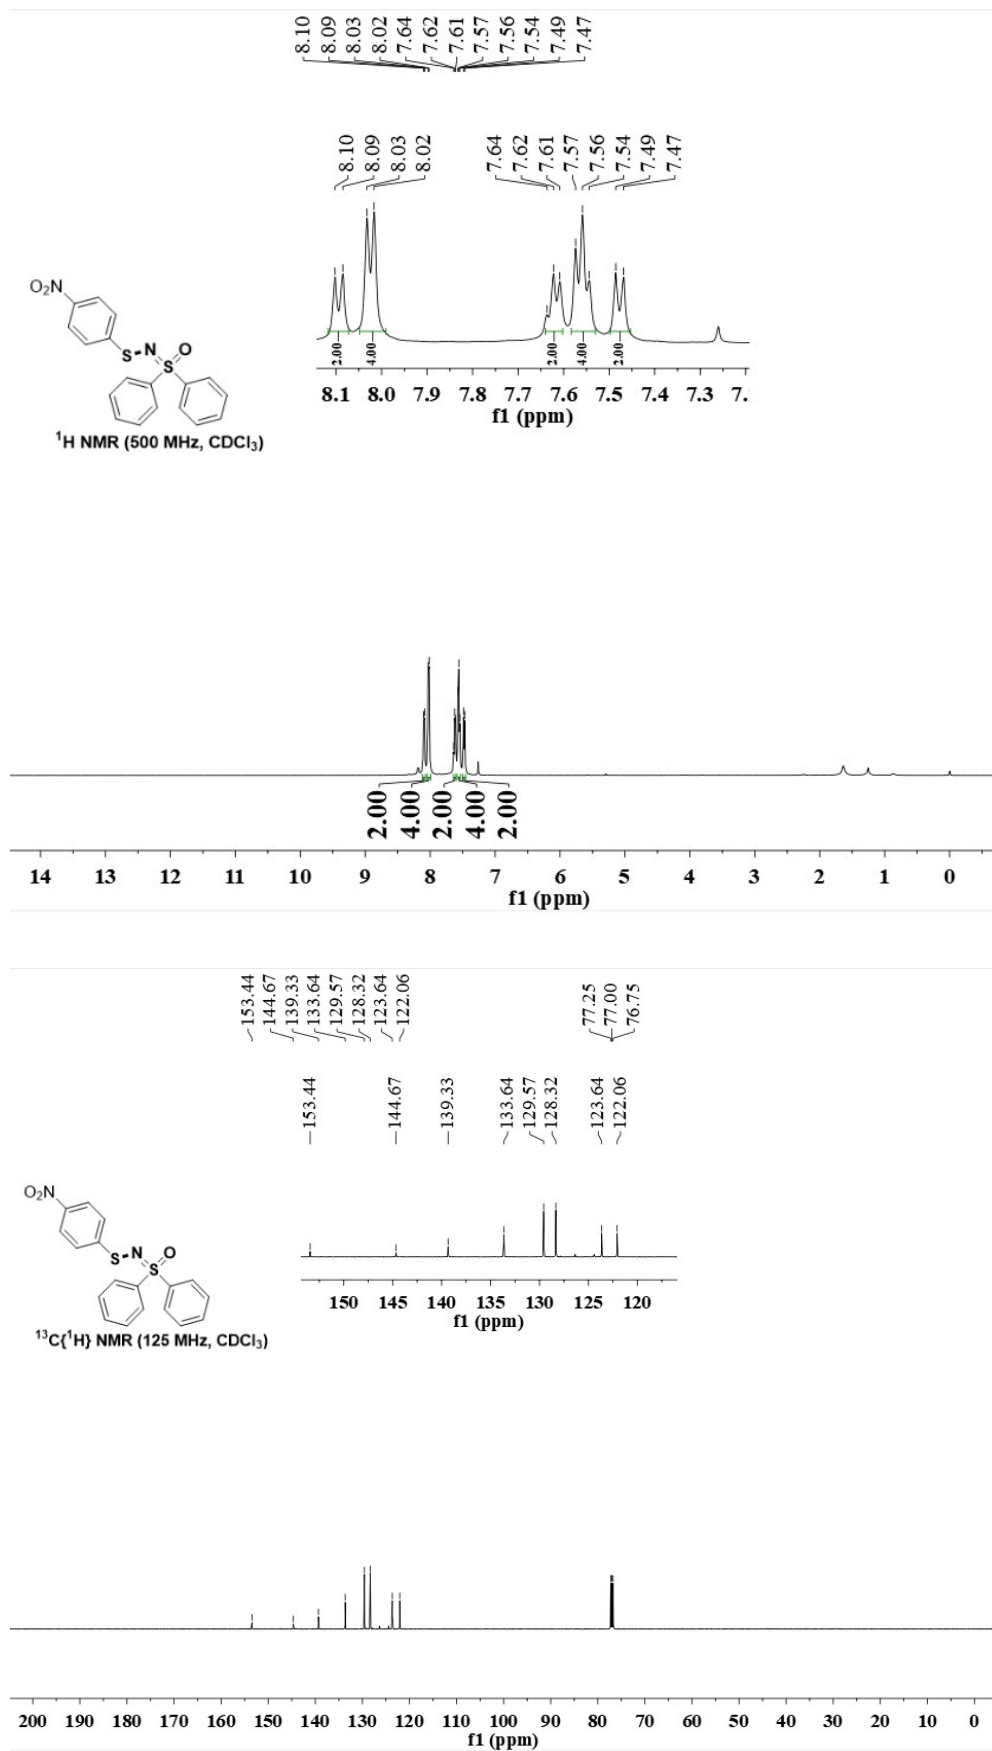 8.10
8.09
8.03
8.02
7.64
7.62
7.61
7.57
7.56
7.54
7.49
7.47
8.10
8.09
8.03
8.02
7.64
7.62
7.61
7.57
7.56
7.54
7.49
7.47
O₂N
S N O
S
2.00 4.00 2.00 4.00 2.00
8.1 8.0 7.9 7.8 7.7 7.6 7.5 7.4 7.3 7.
f1 (ppm)
¹H NMR (500 MHz, CDCl₃)
2.00 4.00 2.00 4.00 2.00
14 13 12 11 10 9 8 7 6 5 4 3 2 1 0
f1 (ppm)
153.44
144.67
139.33
133.64
129.57
128.32
123.64
122.06
77.25
77.00
76.75
153.44
144.67
139.33
133.64
129.57
128.32
123.64
122.06
O₂N
S N O
S
150 145 140 135 130 125 120
f1 (ppm)
¹³C{¹H} NMR (125 MHz, CDCl₃)
200 190 180 170 160 150 140 130 120 110 100 90 80 70 60 50 40 30 20 10 0
f1 (ppm)